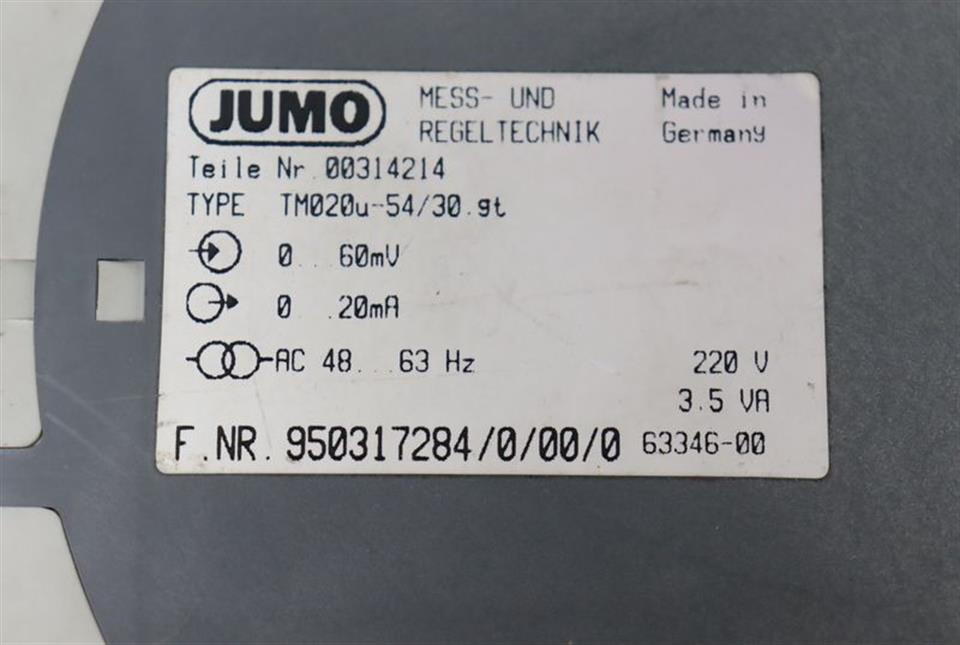 JUMO MESS- UND REGELTECHNIK Made in Germany
Teile Nr. 00314214
TYPE TM020u-54/30.gt
0...60mV
0...20mA
AC 48...63 Hz 220 V
3.5 VA
F.NR. 950317284/0/00/0 63346-00